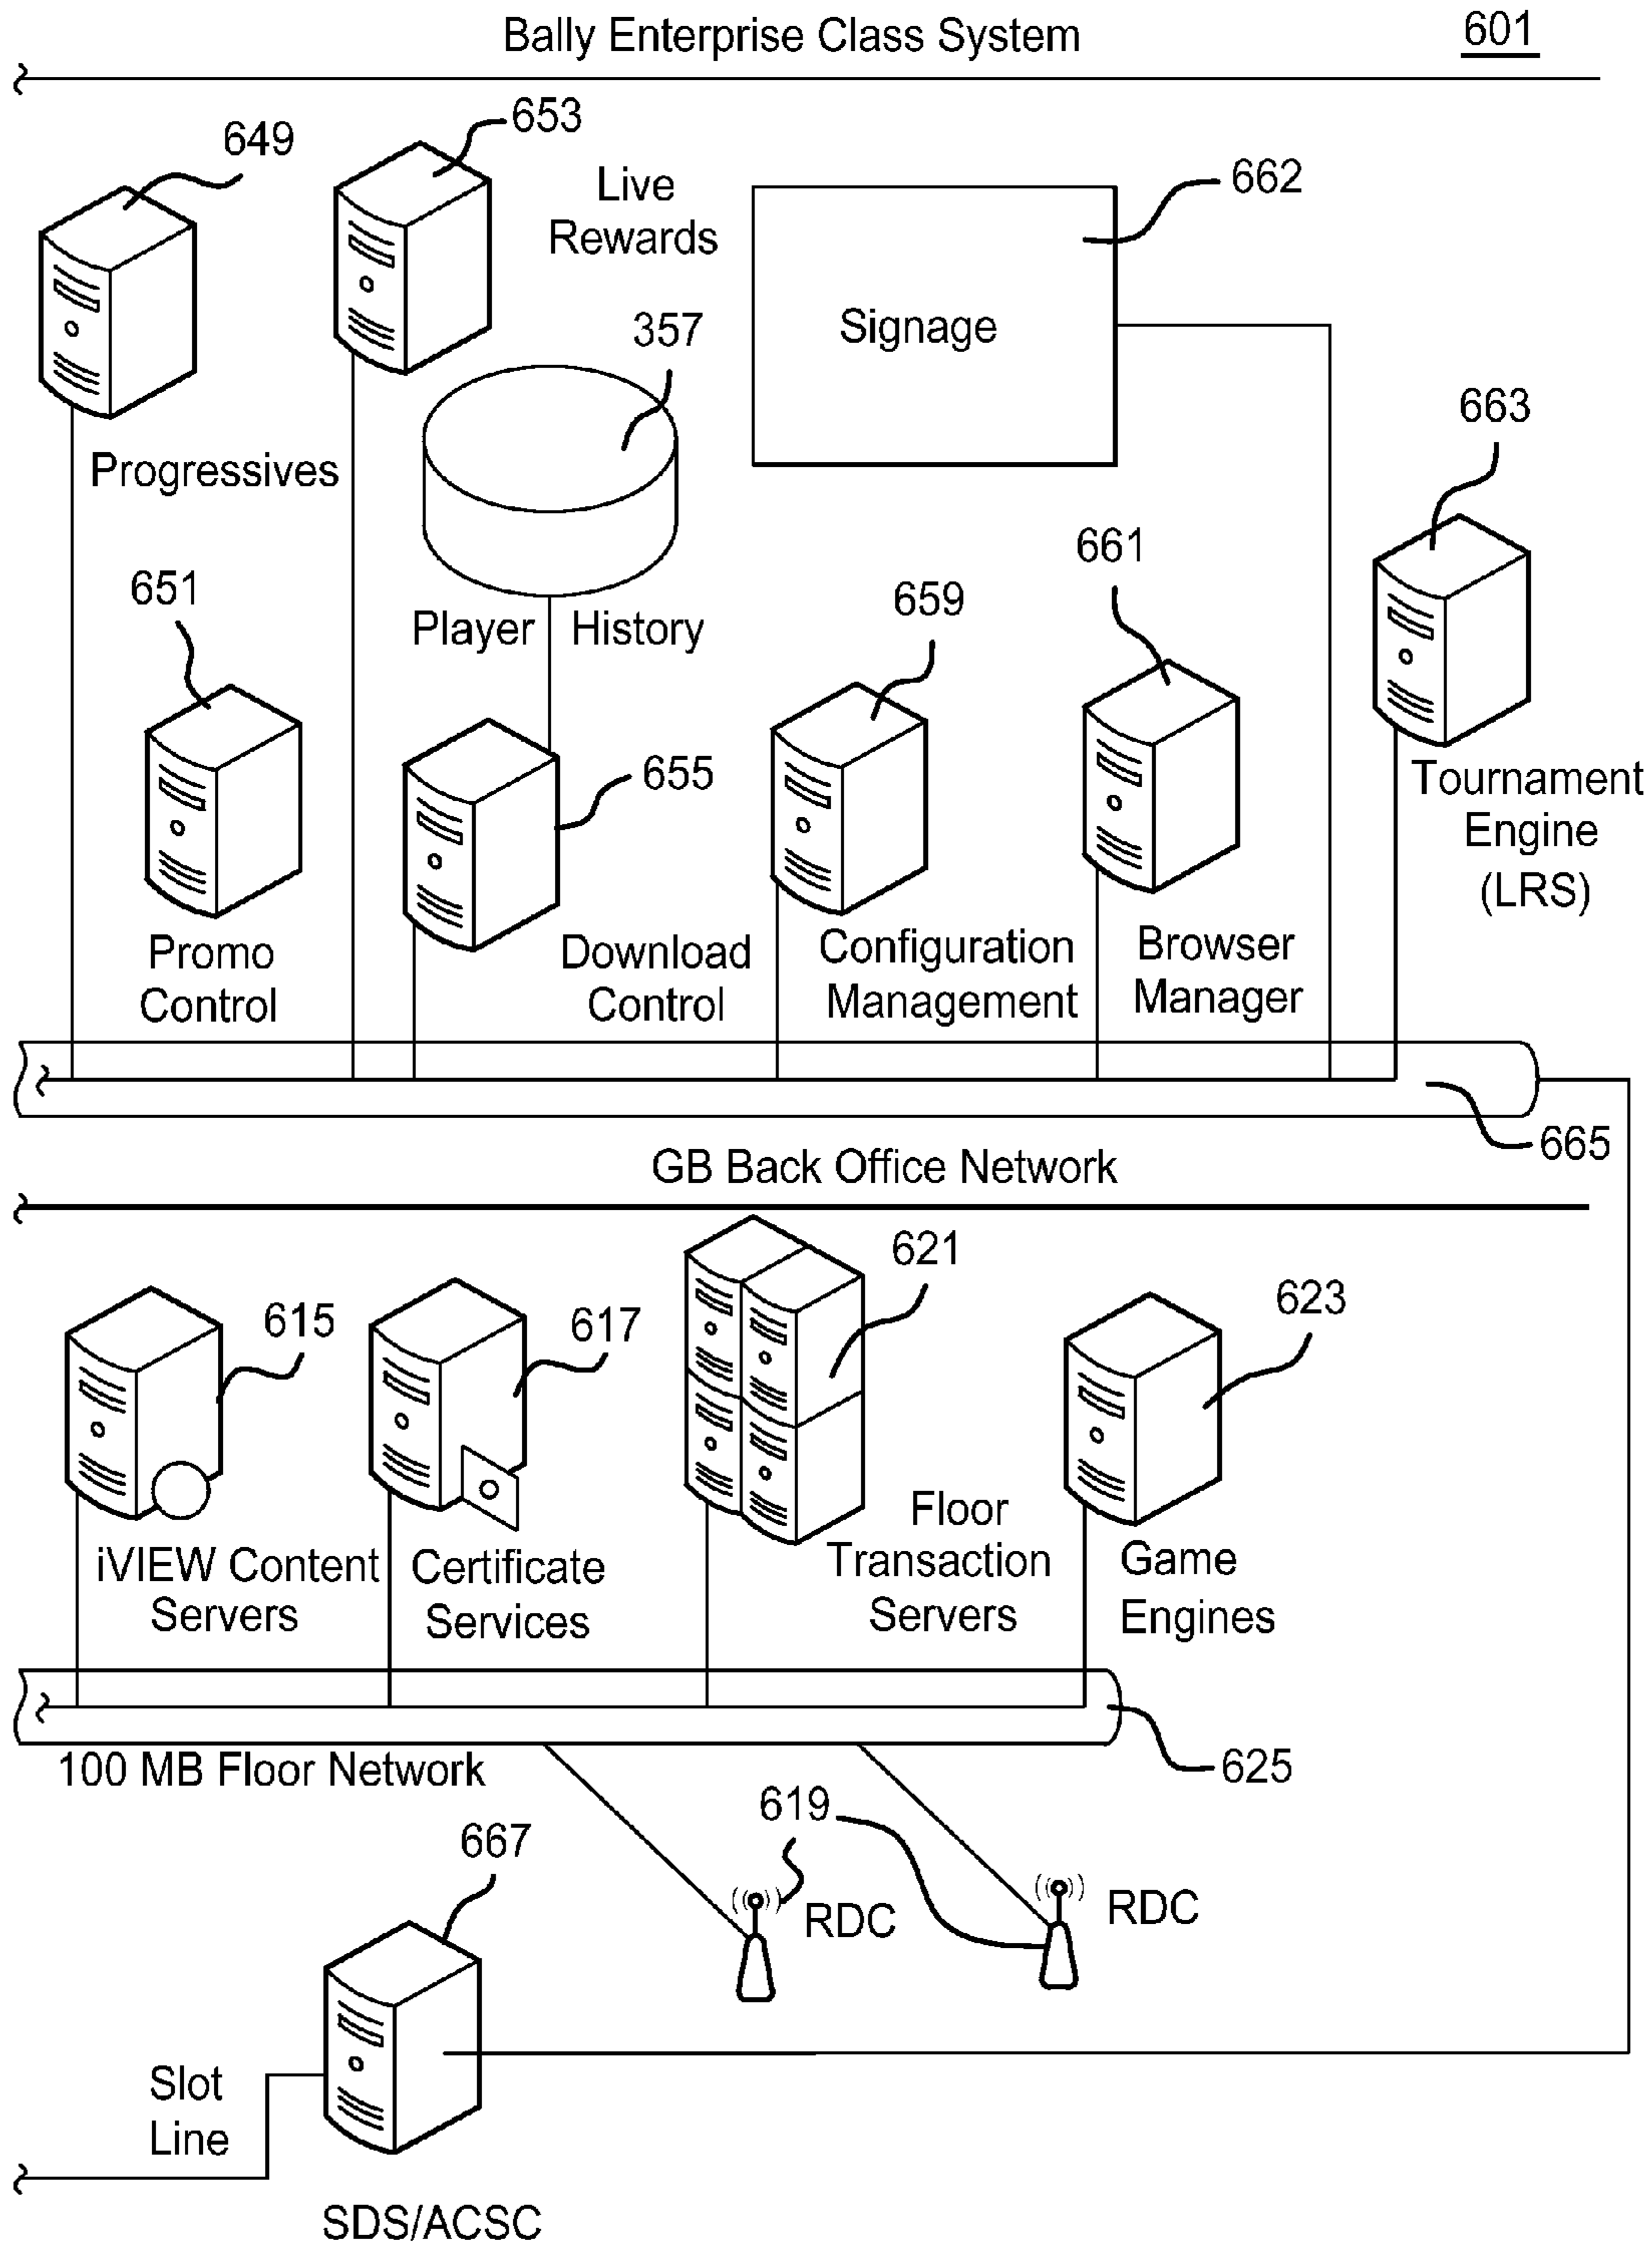 Bally Enterprise Class System
601
649
653
Live
Rewards
662
Signage
357
663
Progressives
651
Player History
659
661
655
Tournament
Engine
(LRS)
Promo
Control
Download
Control
Configuration
Management
Browser
Manager
665
GB Back Office Network
615
617
621
623
iVIEW Content
Servers
Certificate
Services
Floor
Transaction
Servers
Game
Engines
100 MB Floor Network
625
619
667
RDC
RDC
Slot
Line
SDS/ACSC